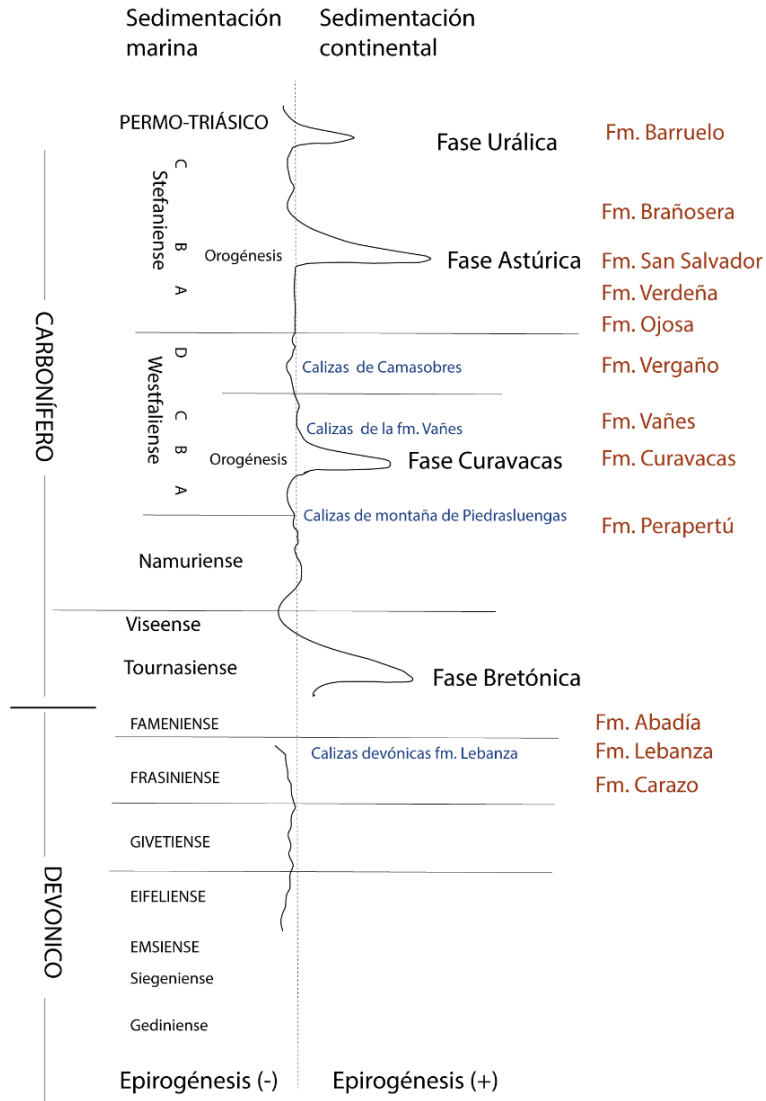 Sedimentación marina
Sedimentación continental
PERMO-TRIÁSICO
Fase Urálica
Fm. Barruelo
CARBONÍFERO
Stefaniense
C
B
A
Fm. Brañosera
Orogénesis
Fase Astúrica
Fm. San Salvador
Fm. Verdeña
Fm. Ojosa
Westfaliense
D
C
B
A
Calizas de Camasobres
Fm. Vergaño
Calizas de la fm. Vañes
Fm. Vañes
Orogénesis
Fase Curavacas
Fm. Curavacas
Calizas de montaña de Piedrasluengas
Fm. Perapertú
Namuriense
Viseense
Tournasiense
Fase Bretónica
DEVONICO
FAMENIENSE
Fm. Abadía
Calizas devónicas fm. Lebanza
Fm. Lebanza
FRASINIENSE
Fm. Carazo
GIVETIENSE
EIFELIENSE
EMSIENSE
Siegeniense
Gediniense
Epirogénesis (-)
Epirogénesis (+)